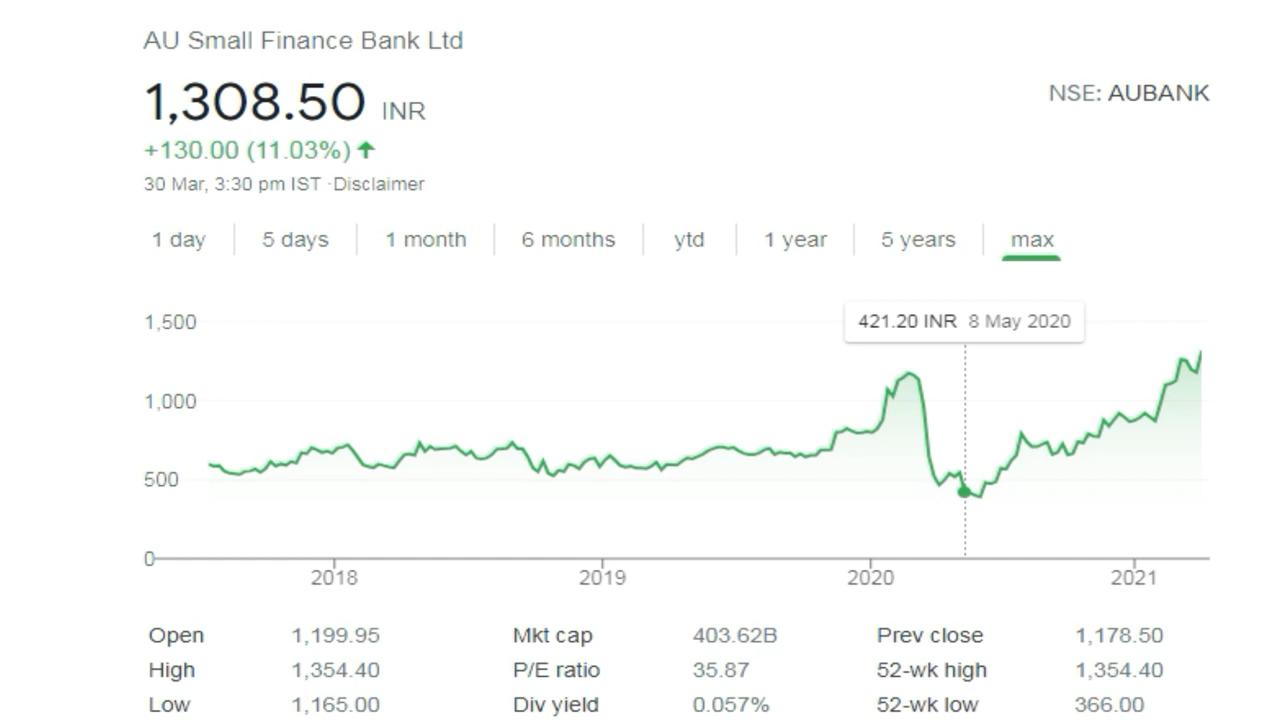 AU Small Finance Bank Ltd
1,308.50 INR
NSE: AUBANK
+130.00 (11.03%) ↑
30 Mar, 3:30 pm IST ·Disclaimer
1 day 5 days 1 month 6 months ytd 1 year 5 years max
421.20 INR 8 May 2020
1,500
1,000
500
0
2018 2019 2020 2021
Open 1,199.95 Mkt cap 403.62B Prev close 1,178.50
High 1,354.40 P/E ratio 35.87 52-wk high 1,354.40
Low 1,165.00 Div yield 0.057% 52-wk low 366.00